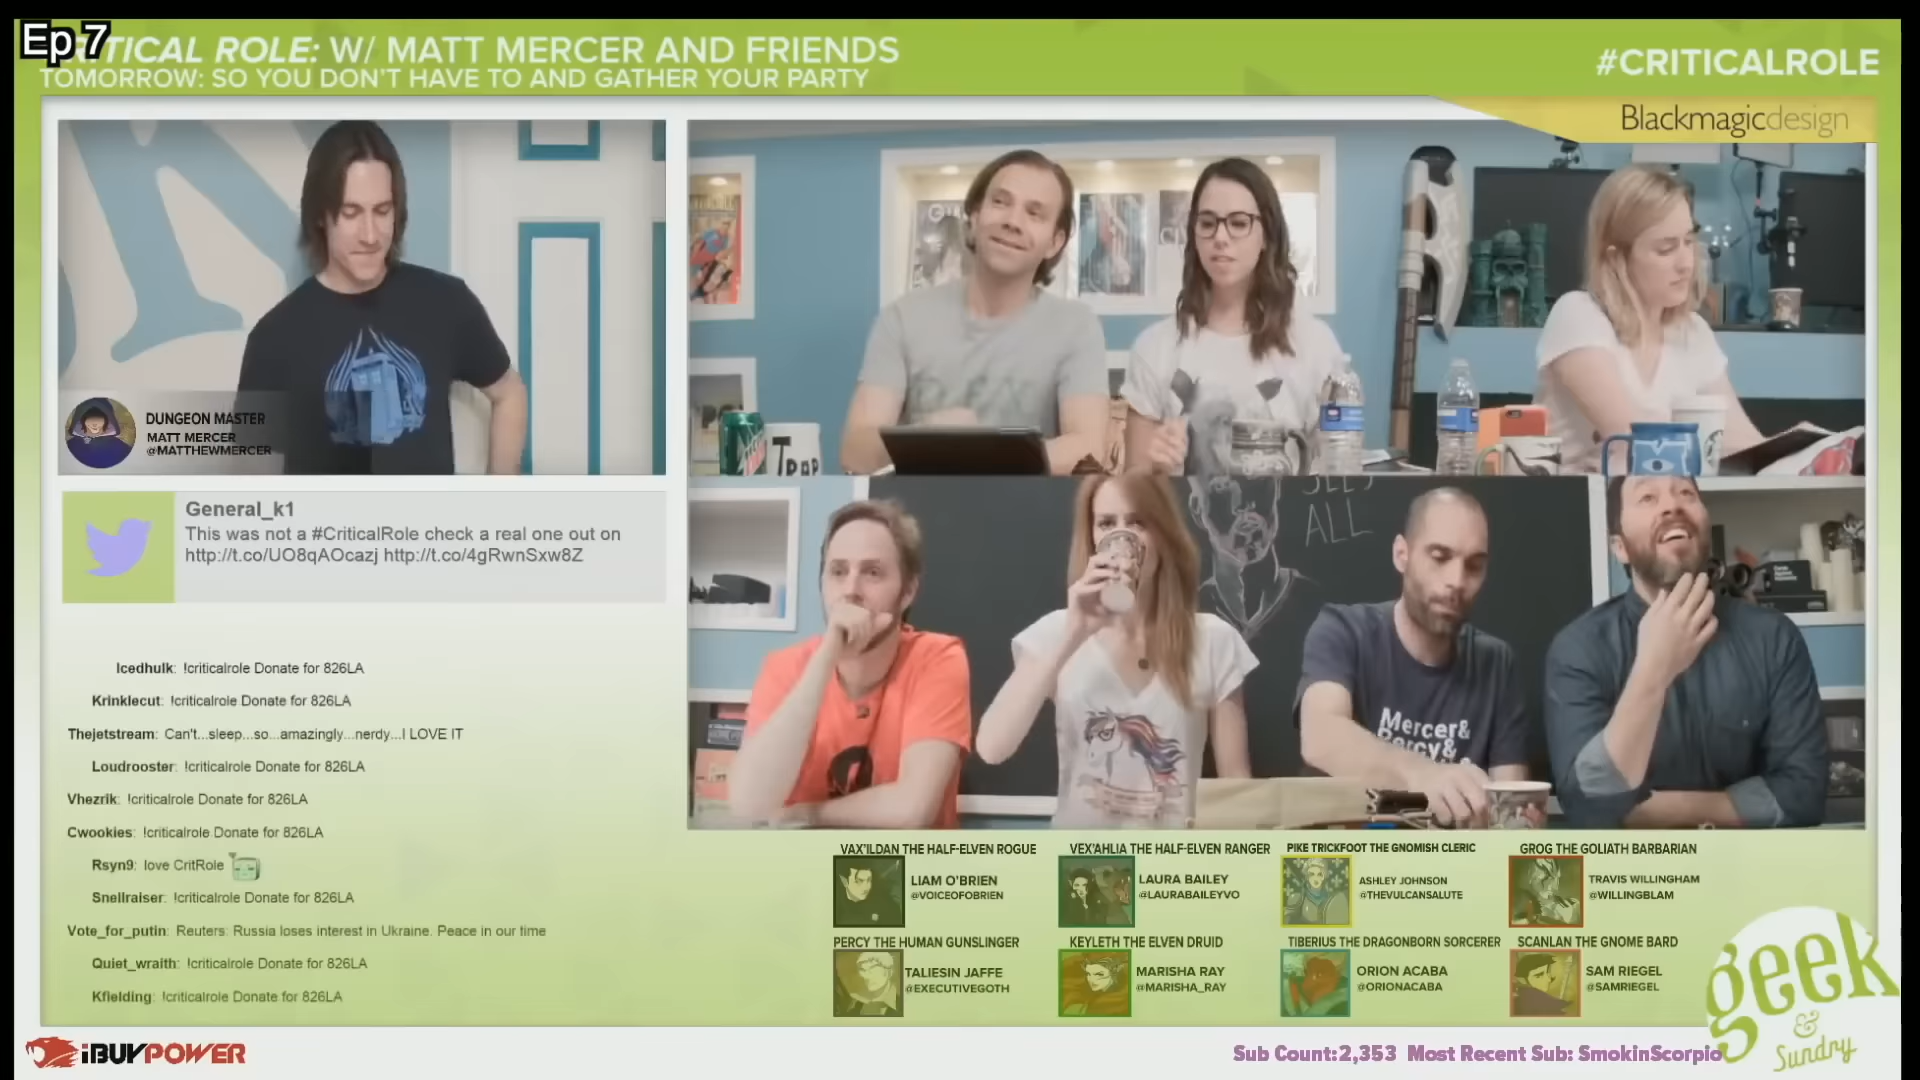 Ep 7
CRITICAL ROLE: W/ MATT MERCER AND FRIENDS
TOMORROW: SO YOU DON'T HAVE TO AND GATHER YOUR PARTY
#CRITICALROLE
Blackmagicdesign
DUNGEON MASTER
MATT MERCER
@MATTHEWMERCER
TRAP
SEES
ALL
Mercer&
Percy&
General_k1
This was not a #CriticalRole check a real one out on
http://t.co/UO8qAOcazj http://t.co/4gRwnSxw8Z
Icedhulk: !criticalrole Donate for 826LA
Krinklecut: !criticalrole Donate for 826LA
Thejetstream: Can't...sleep...so...amazingly...nerdy...I LOVE IT
Loudrooster: !criticalrole Donate for 826LA
Vhezrik: !criticalrole Donate for 826LA
Cwookies: !criticalrole Donate for 826LA
Rsyn9: love CritRole
Snellraiser: !criticalrole Donate for 826LA
Vote_for_putin: Reuters: Russia loses interest in Ukraine. Peace in our time
Quiet_wraith: !criticalrole Donate for 826LA
Kfielding: !criticalrole Donate for 826LA
VAX'ILDAN THE HALF-ELVEN ROGUE
LIAM O'BRIEN
@VOICEOFOBRIEN
VEX'AHLIA THE HALF-ELVEN RANGER
LAURA BAILEY
@LAURABAILEYVO
PIKE TRICKFOOT THE GNOMISH CLERIC
ASHLEY JOHNSON
@THEVULCANSALUTE
GROG THE GOLIATH BARBARIAN
TRAVIS WILLINGHAM
@WILLINGBLAM
PERCY THE HUMAN GUNSLINGER
TALIESIN JAFFE
@EXECUTIVEGOTH
KEYLETH THE ELVEN DRUID
MARISHA RAY
@MARISHA_RAY
TIBERIUS THE DRAGONBORN SORCERER
ORION ACABA
@ORIONACABA
SCANLAN THE GNOME BARD
SAM RIEGEL
@SAMRIEGEL
geek
&
Sundry
iBUYPOWER
Sub Count:2,353 Most Recent Sub: SmokinScorpio